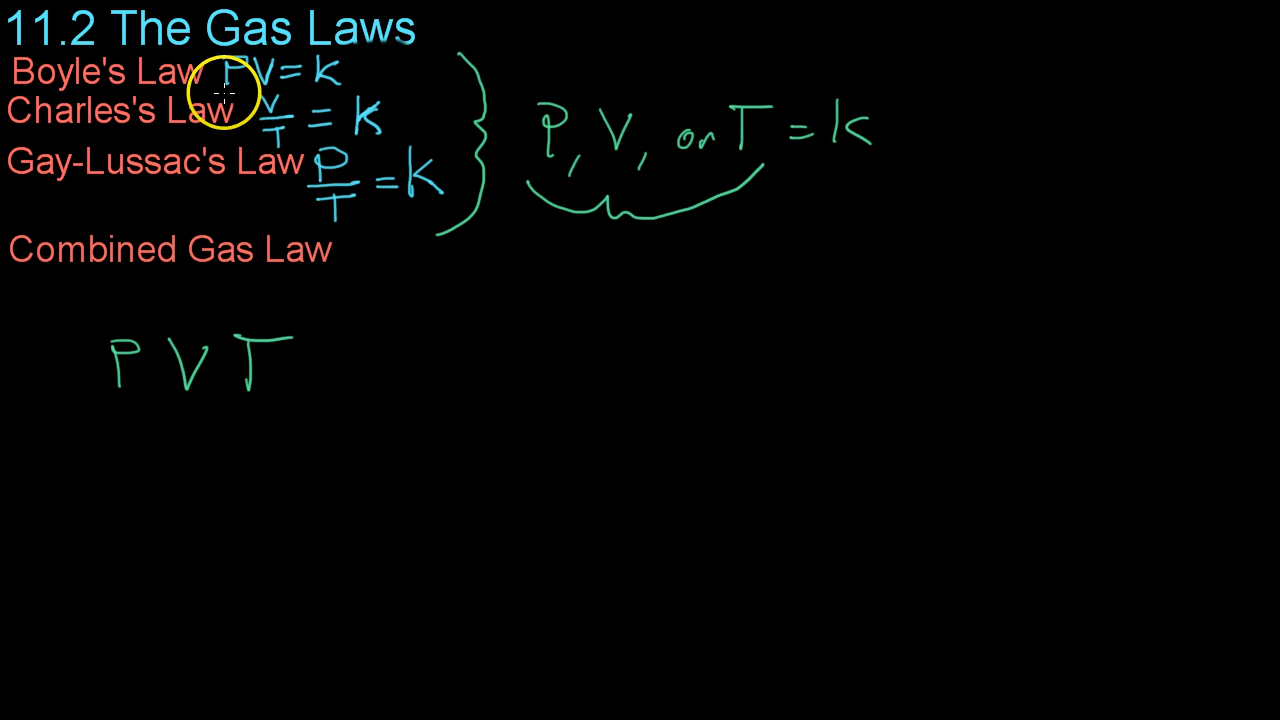 11.2 The Gas Laws
Boyle's Law PV = K
Charles's Law V/T = K
Gay-Lussac's Law P/T = K
P, V, or T = K
Combined Gas Law
P V T